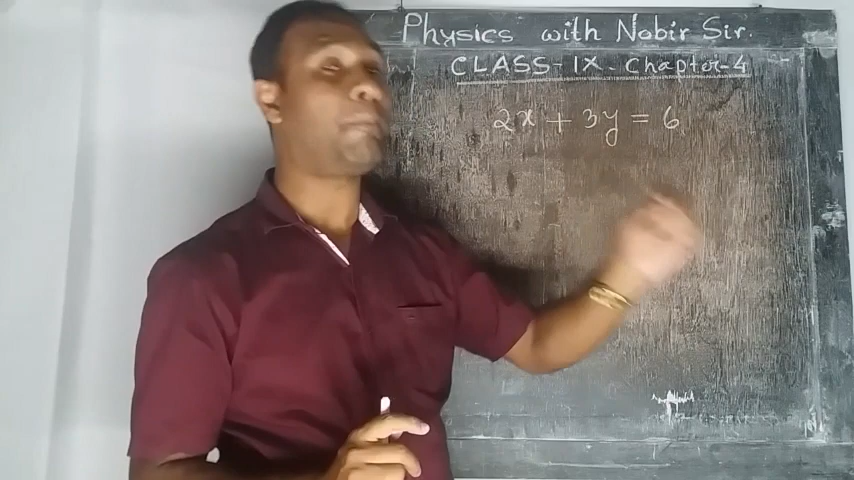 Physics with Nobir Sir.
CLASS-IX - Chapter-4
2x + 3y = 6